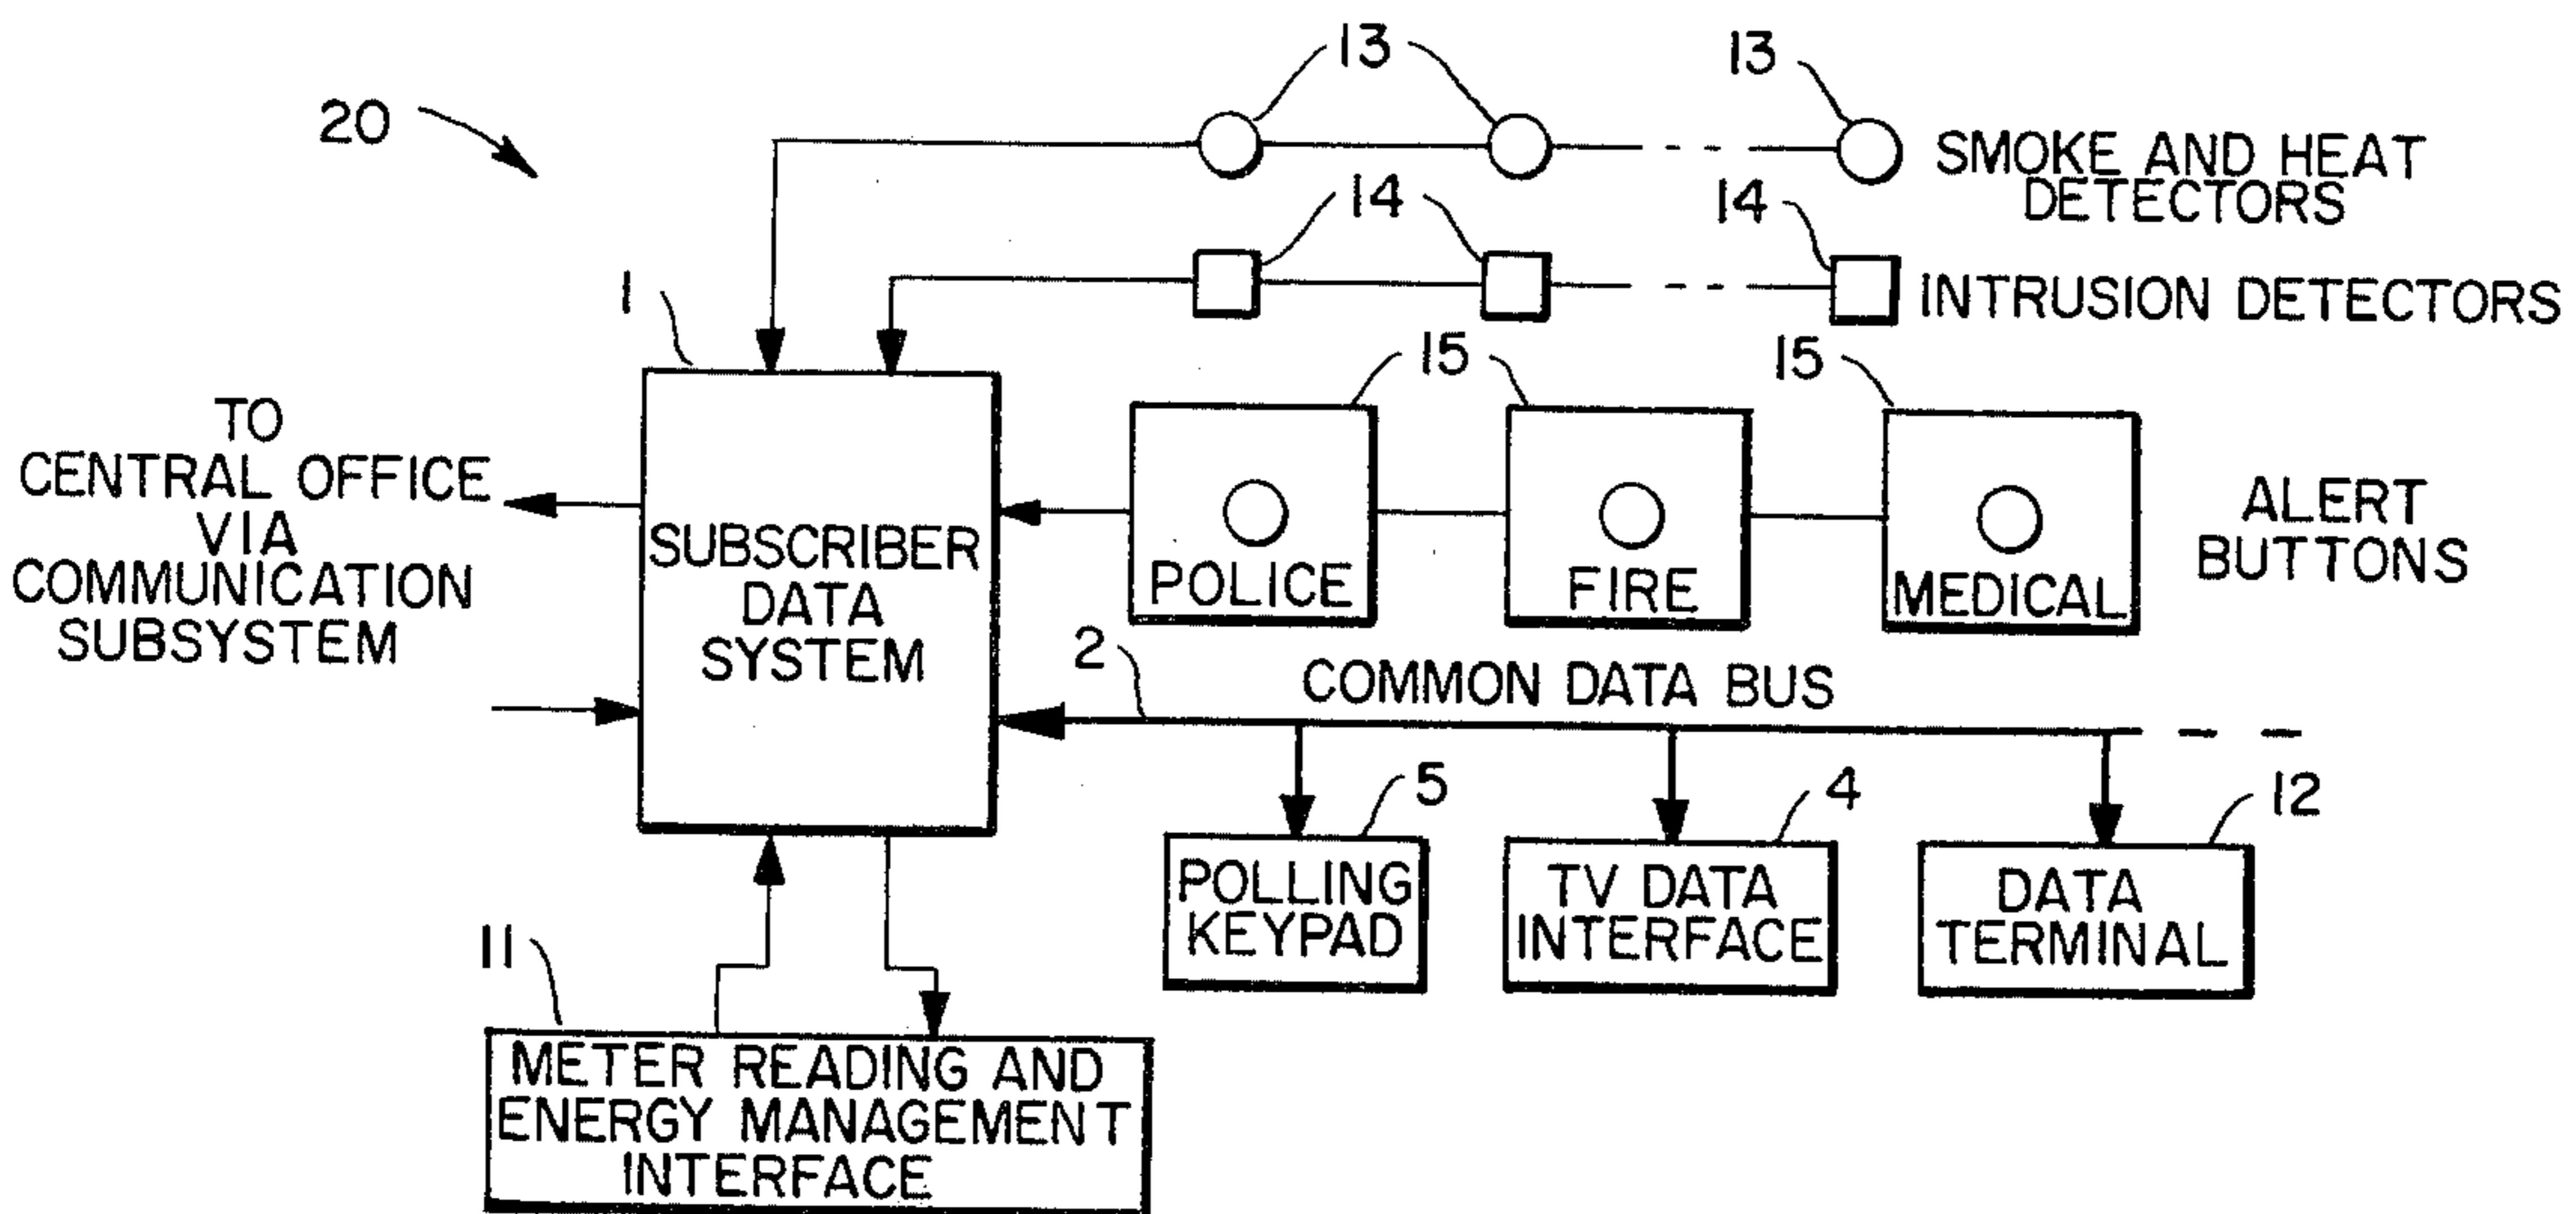 13
13
20
SMOKE AND HEAT
DETECTORS
14
14
INTRUSION DETECTORS
1
15
15
TO
CENTRAL OFFICE
VIA
COMMUNICATION
SUBSYSTEM
SUBSCRIBER
DATA
SYSTEM
POLICE
FIRE
MEDICAL
ALERT
BUTTONS
2
COMMON DATA BUS
5
4
12
POLLING
KEYPAD
TV DATA
INTERFACE
DATA
TERMINAL
11
METER READING AND
ENERGY MANAGEMENT
INTERFACE